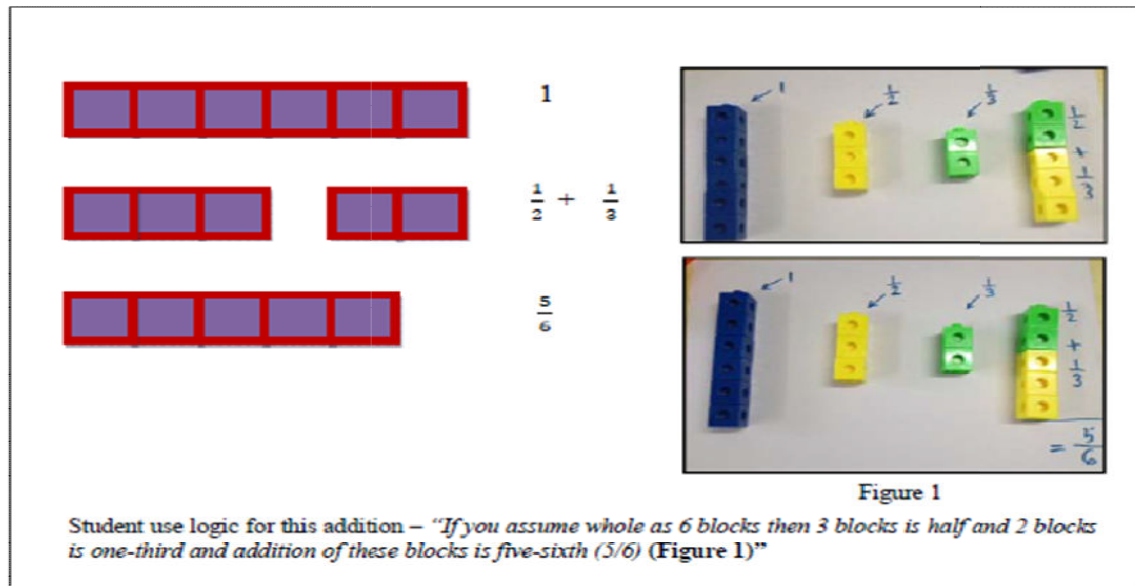 1
1/2 + 1/3
5/6
1
1/2
1/3
1/2 + 1/3
1
1/2
1/3
1/2 + 1/3
= 5/6
Figure 1
Student use logic for this addition – "If you assume whole as 6 blocks then 3 blocks is half and 2 blocks
is one-third and addition of these blocks is five-sixth (5/6) (Figure 1)"